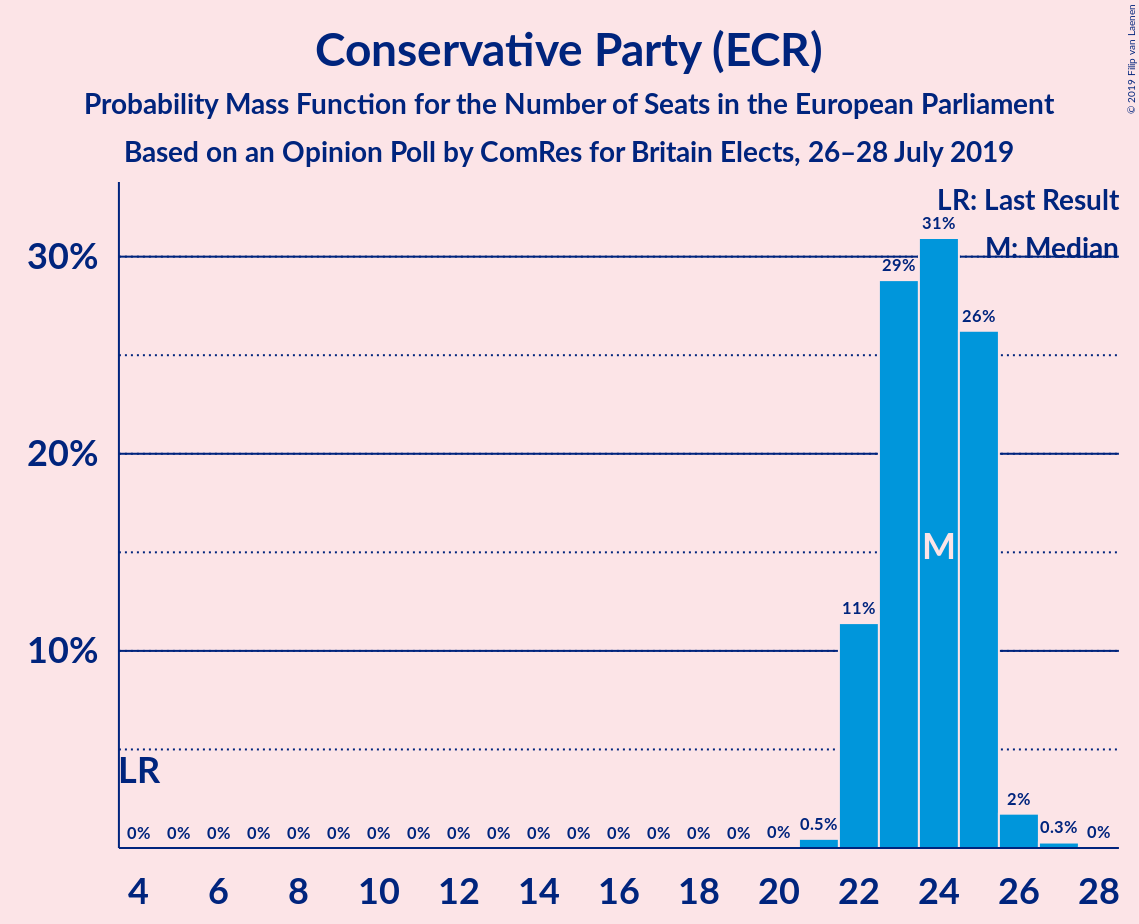 Conservative Party (ECR)
Probability Mass Function for the Number of Seats in the European Parliament
Based on an Opinion Poll by ComRes for Britain Elects, 26–28 July 2019
© 2019 Filip van Laenen
LR: Last Result
M: Median
31%
30%
29%
26%
20%
M
11%
10%
LR
2%
0% 0% 0% 0% 0% 0% 0% 0% 0% 0% 0% 0% 0% 0% 0% 0% 0% 0.5% 0.3% 0%
4 6 8 10 12 14 16 18 20 22 24 26 28